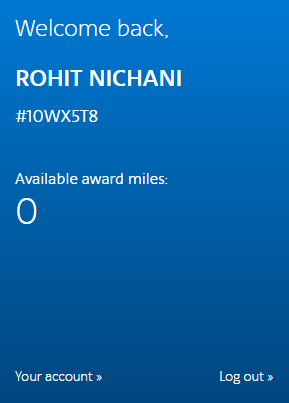 Welcome back,
ROHIT NICHANI
#10WX5T8
Available award miles:
0
Your account »
Log out »